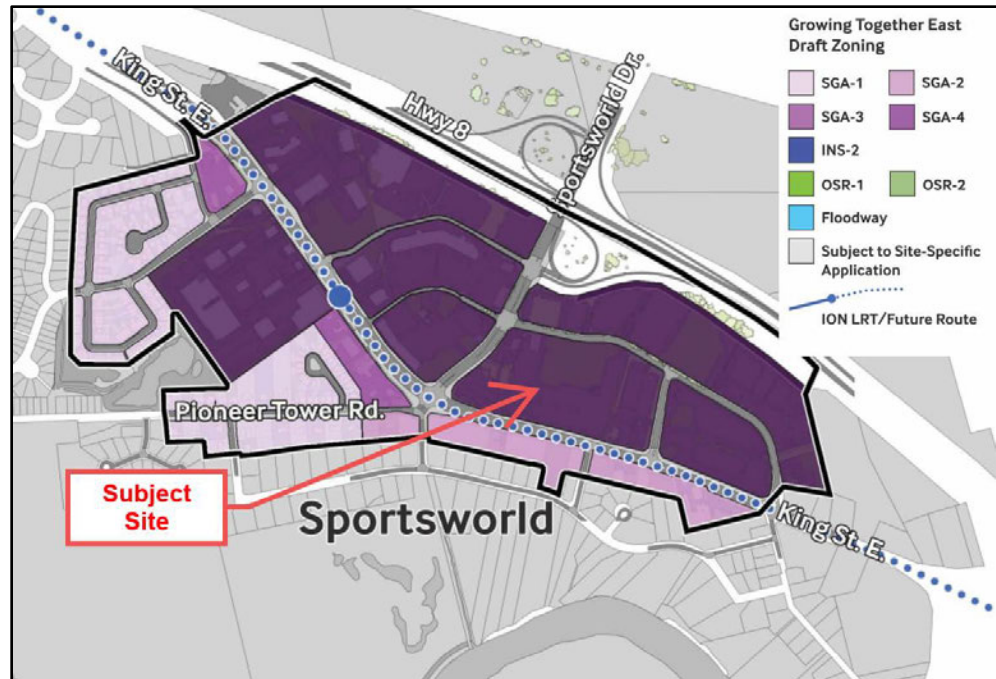 King St. E.
Hwy 8
Sportsworld Dr.
Growing Together East
Draft Zoning
SGA-1
SGA-2
SGA-3
SGA-4
INS-2
OSR-1
OSR-2
Floodway
Subject to Site-Specific
Application
ION LRT/Future Route
Pioneer Tower Rd.
Subject
Site
Sportsworld
King St. E.